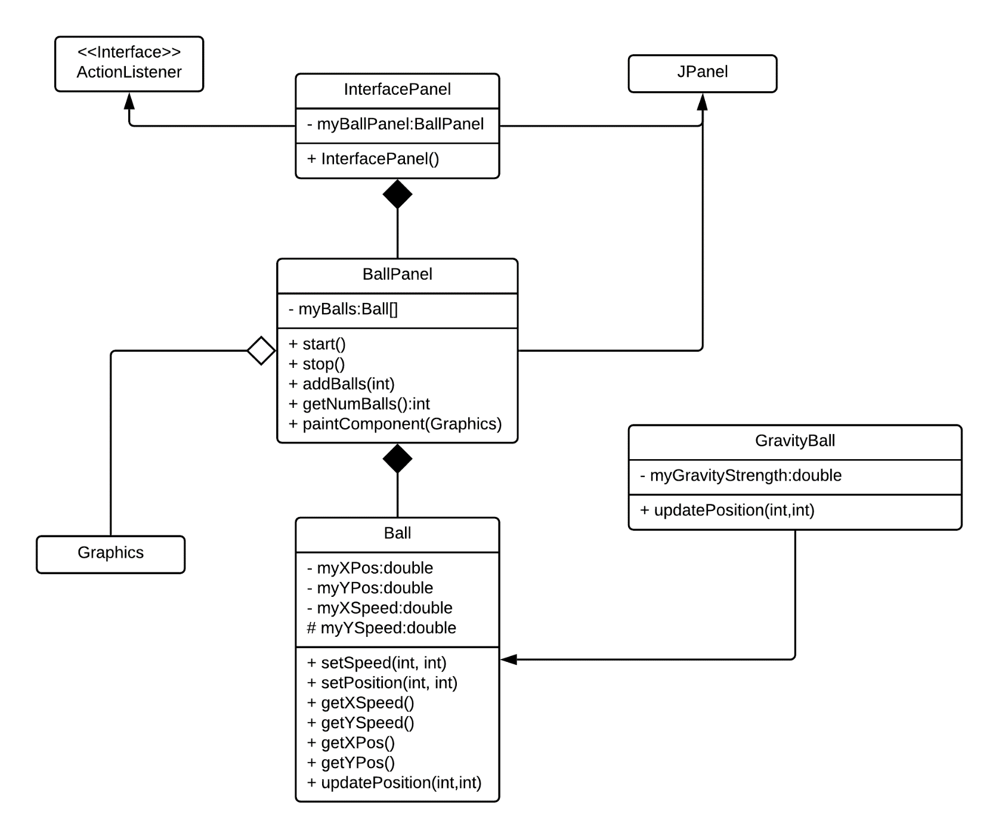 <<Interface>>
ActionListener
InterfacePanel
- myBallPanel:BallPanel
+ InterfacePanel()
JPanel
BallPanel
- myBalls:Ball[]
+ start()
+ stop()
+ addBalls(int)
+ getNumBalls():int
+ paintComponent(Graphics)
Graphics
GravityBall
- myGravityStrength:double
+ updatePosition(int,int)
Ball
- myXPos:double
- myYPos:double
- myXSpeed:double
# myYSpeed:double
+ setSpeed(int, int)
+ setPosition(int, int)
+ getXSpeed()
+ getYSpeed()
+ getXPos()
+ getYPos()
+ updatePosition(int,int)